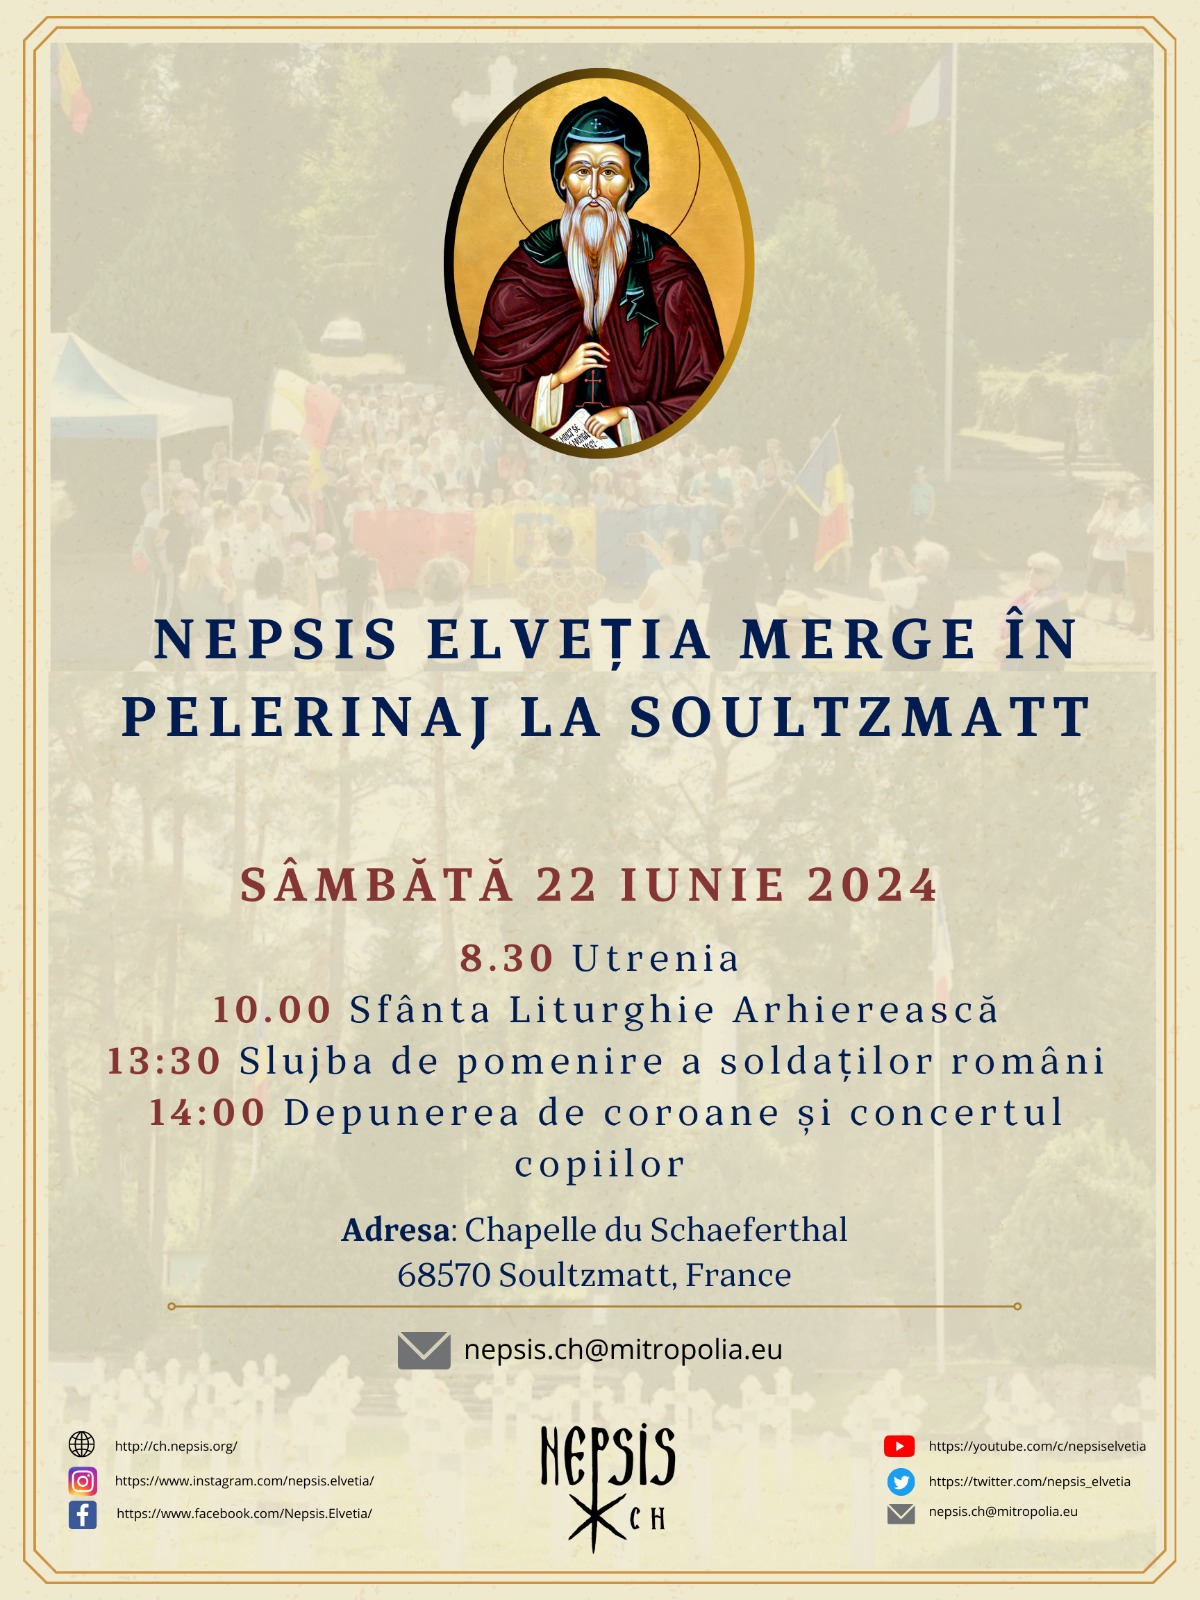 NEPSIS ELVEȚIA MERGE ÎN
PELERINAJ LA SOULTZMATT
SÂMBĂTĂ 22 IUNIE 2024
8.30 Utrenia
10.00 Sfânta Liturghie Arhierească
13:30 Slujba de pomenire a soldaților români
14:00 Depunerea de coroane și concertul
copiilor
Adresa: Chapelle du Schaeferthal
68570 Soultzmatt, France
nepsis.ch@mitropolia.eu
http://ch.nepsis.org/
https://www.instagram.com/nepsis.elvetia/
https://www.facebook.com/Nepsis.Elvetia/
NEPSIS
CH
https://youtube.com/c/nepsiselvetia
https://twitter.com/nepsis_elvetia
nepsis.ch@mitropolia.eu